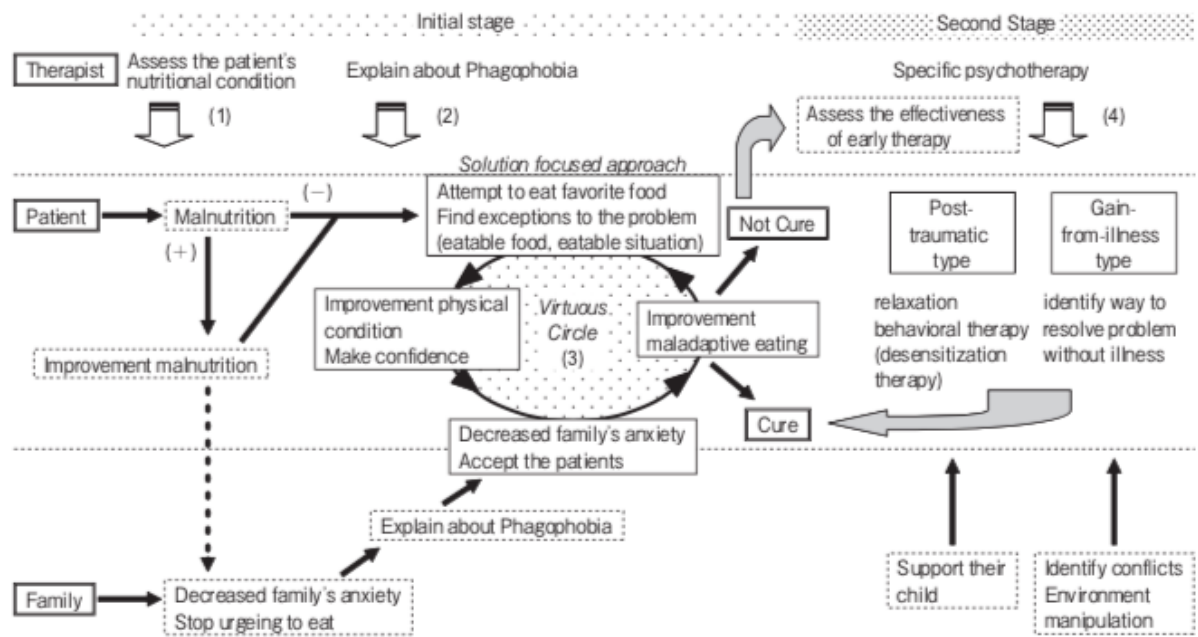 Initial stage
Second Stage
Therapist
Assess the patient's
nutritional condition
Explain about Phagophobia
Specific psychotherapy
(1)
(2)
Assess the effectiveness
of early therapy
(4)
Solution focused approach
Patient
Malnutrition
(−)
(+)
Attempt to eat favorite food
Find exceptions to the problem
(eatable food, eatable situation)
Not Cure
Post-
traumatic
type
Gain-
from-illness
type
Improvement physical
condition
Make confidence
Virtuous
Circle
(3)
Improvement
maladaptive eating
relaxation
behavioral therapy
(desensitization
therapy)
identify way to
resolve problem
without illness
Improvement malnutrition
Cure
Decreased family's anxiety
Accept the patients
Explain about Phagophobia
Family
Decreased family's anxiety
Stop urgeing to eat
Support their
child
Identify conflicts
Environment
manipulation